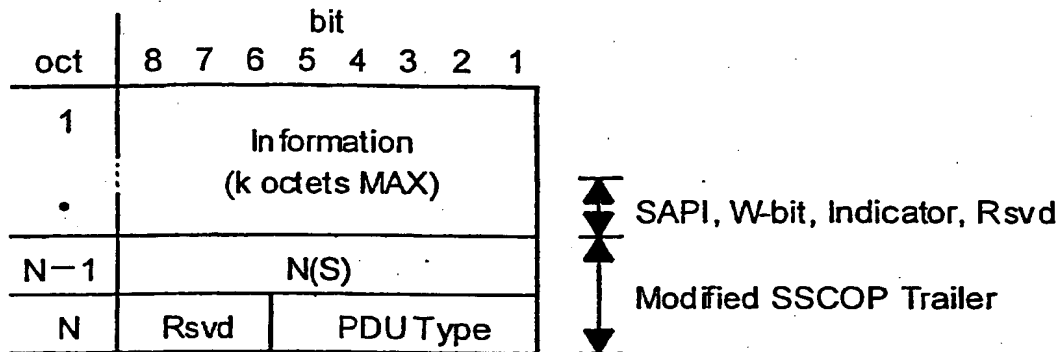 bit
oct 8 7 6 5 4 3 2 1
1
Information
(k octets MAX)
•
SAPI, W-bit, Indicator, Rsvd
N-1 N(S)
Modified SSCOP Trailer
N Rsvd PDU Type